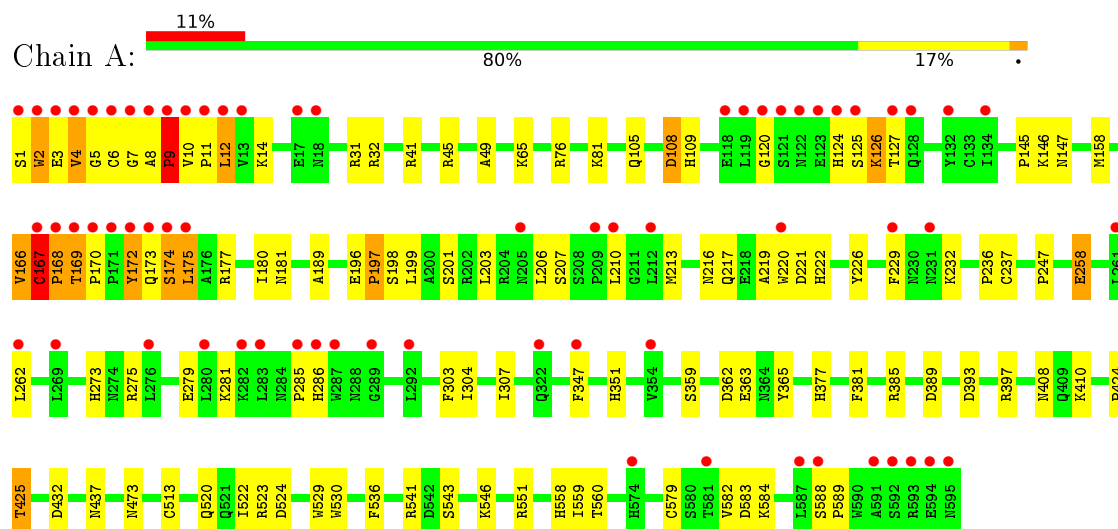 11%
Chain A:
80% 17% •
S1 W2 E3 V4 G5 G6 G7 A8 P9 V10 P11 L12 V13 K14 E17 N18 R31 R32 R41 R45 A49 K65 R76 K81 Q105 D108 H109 E118 I119 G120 S121 N122 E123 H124 S125 K126 T127 Q128 Y132 C133 I134 P145 K146 N147 M158
V166 C167 P168 T169 P170 P171 Y172 Q173 S174 L175 A176 R177 I180 N181 A189 E196 P197 S198 L199 A200 S201 R202 L203 R204 N205 L206 S207 S208 P209 L210 G211 L212 M213 N216 Q217 E218 A219 W220 D221 H222 Y226 F229 N230 N231 K232 P236 C237 P247 E258 L261
L262 L269 H273 N274 R275 L276 E279 L280 K281 K282 L283 N284 P285 H286 W287 N288 G289 L292 F303 I304 I307 Q322 F347 H351 V354 S359 D362 E363 N364 Y365 H377 F381 R385 D389 D393 R397 N408 Q409 K410 R424
T425 D432 N437 N473 C513 Q520 Q521 I522 R523 D524 W529 W530 F536 R541 D542 S543 K546 R551 H558 I559 T560 H574 C579 S580 T581 V582 D583 K584 L587 S588 P589 W590 A591 S592 R593 E594 N595